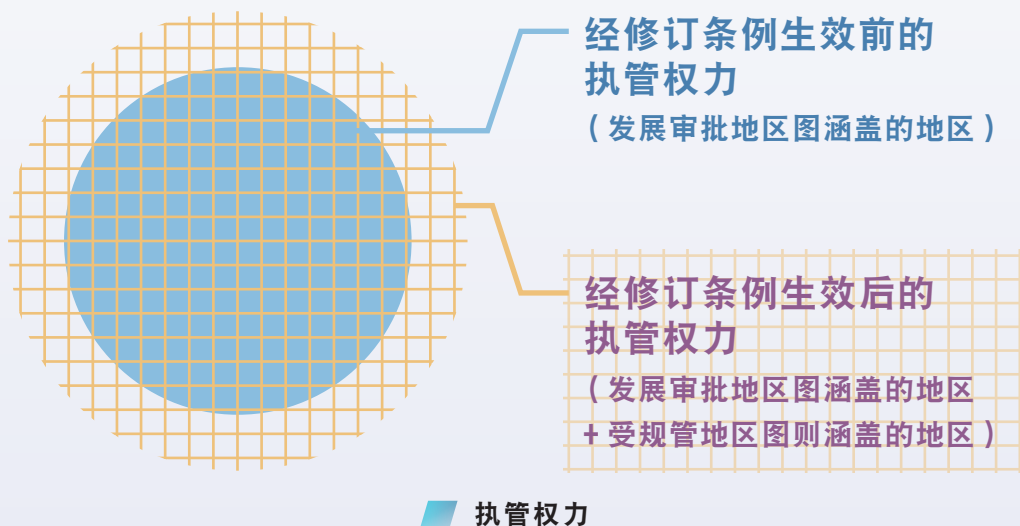 经修订条例生效前的
执管权力
（发展审批地区图涵盖的地区）
经修订条例生效后的
执管权力
（发展审批地区图涵盖的地区
+ 受规管地区图则涵盖的地区）
执管权力